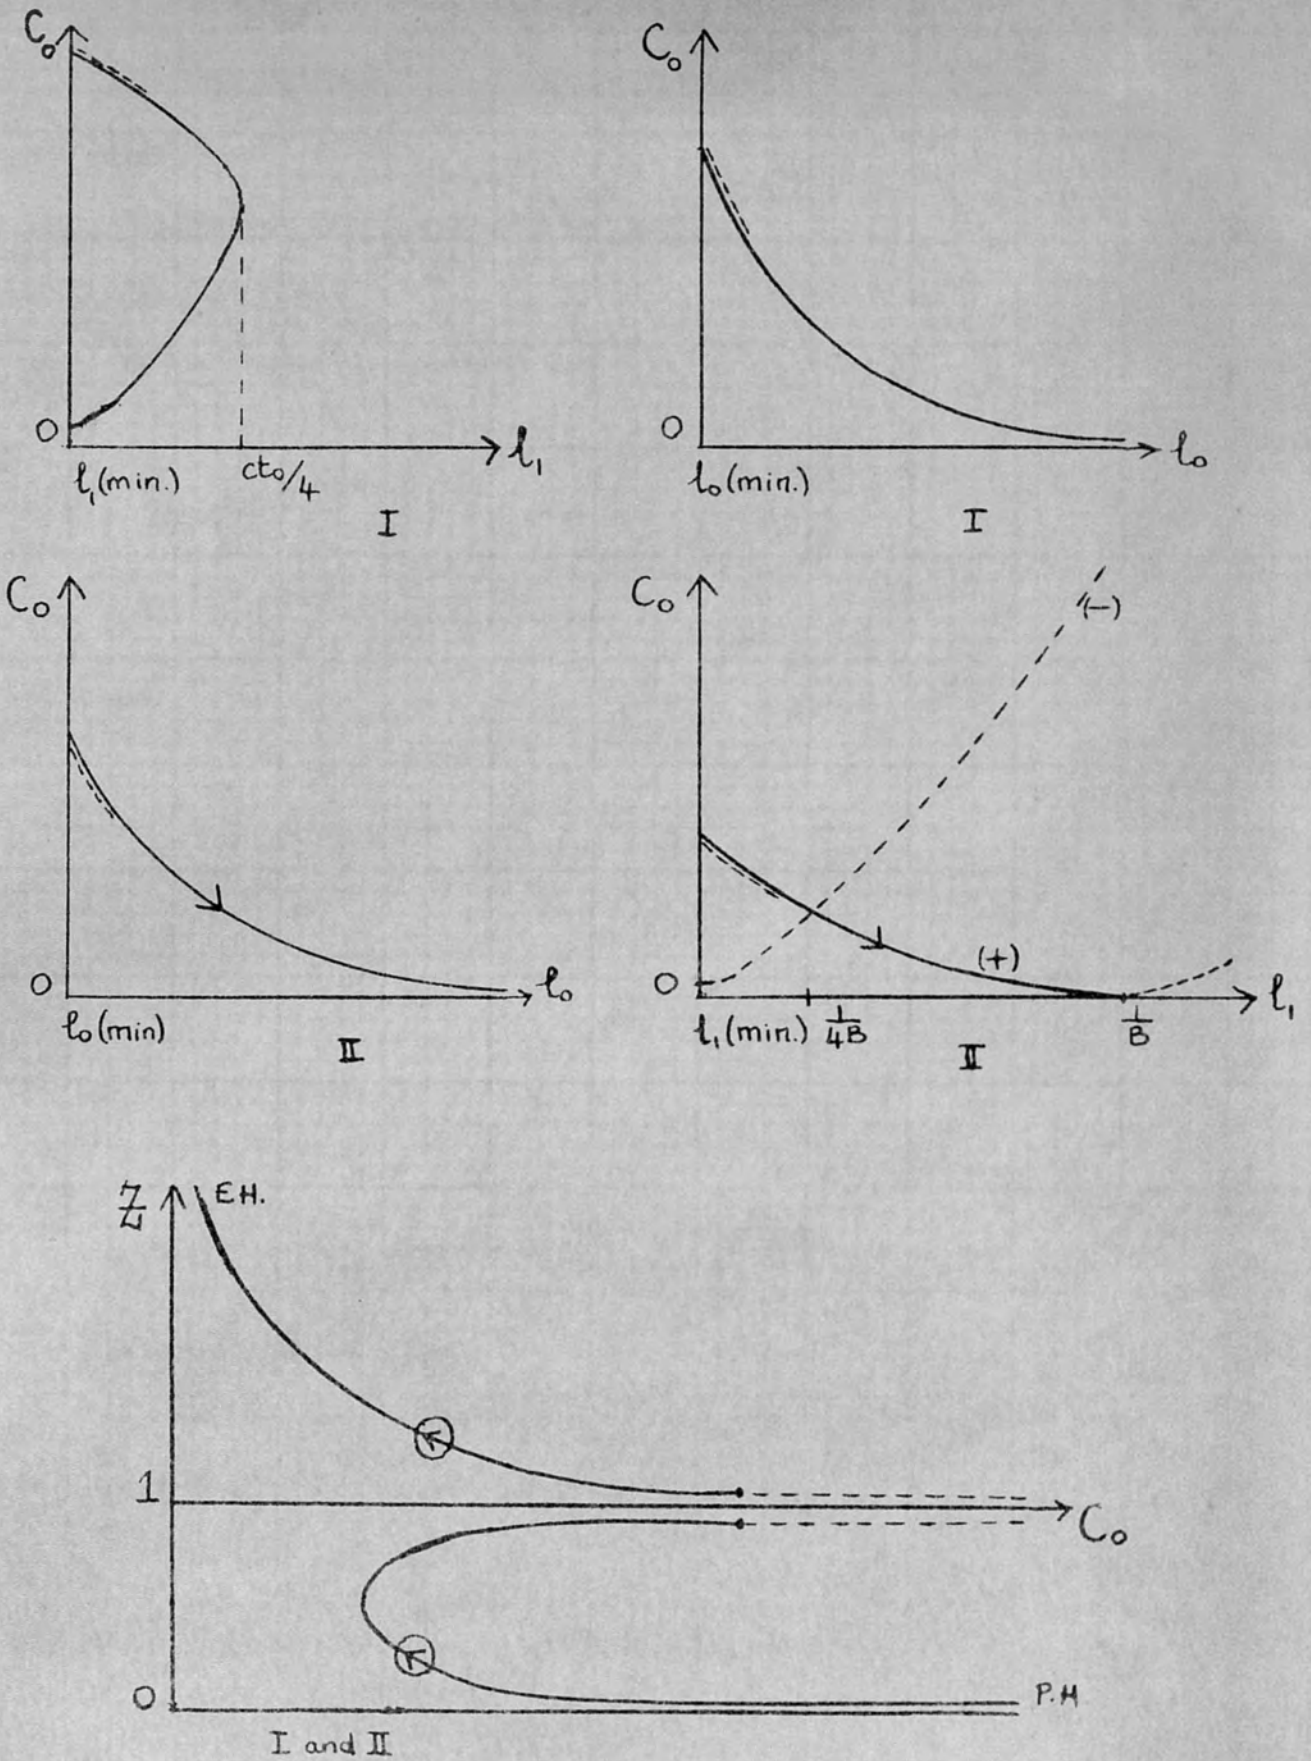 C₀
0
l₁(min.)
ct₀/4
l₁
I
C₀
0
l₀(min.)
l₀
I
C₀
0
l₀(min)
l₀
II
C₀
(−)
(+)
0
l₁(min.)
1/4B
1/B
l₁
II
Z
E.H.
1
C₀
0
P.H
I and II